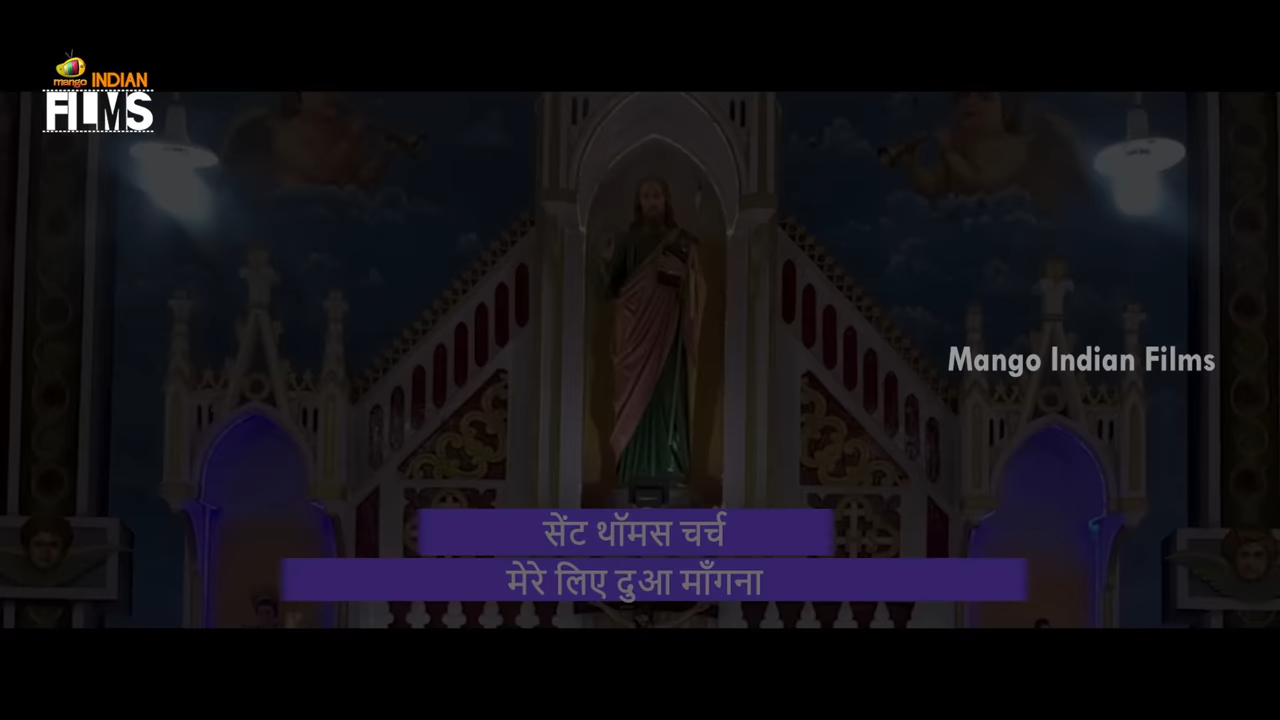 mango INDIAN
FILMS
Mango Indian Films
सेंट थॉमस चर्च
मेरे लिए दुआ माँगना